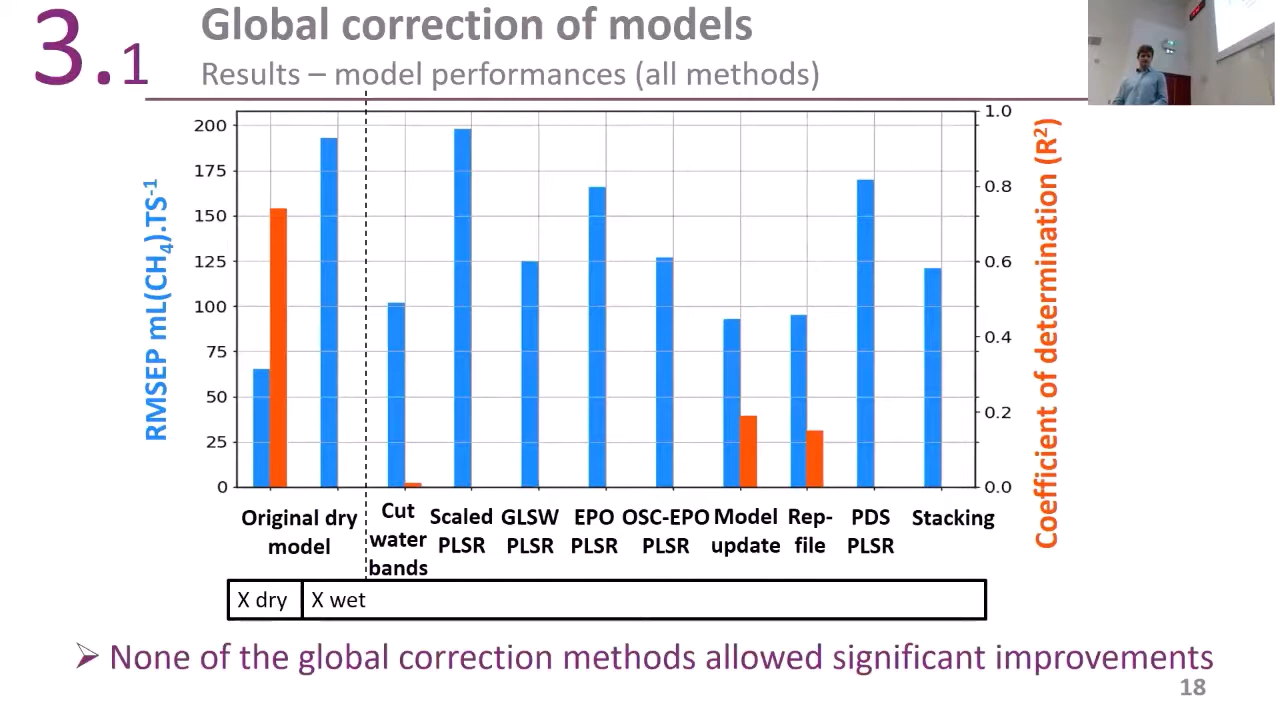 3.1
Global correction of models
Results – model performances (all methods)
RMSEP mL(CH₄).TS⁻¹
200
175
150
125
100
75
50
25
0
1.0
0.8
0.6
0.4
0.2
0.0
Coefficient of determination (R²)
Original dry
model
Cut
water
bands
Scaled
PLSR
GLSW
PLSR
EPO
PLSR
OSC-EPO
PLSR
Model
update
Rep-
file
PDS
PLSR
Stacking
X dry
X wet
➢ None of the global correction methods allowed significant improvements
18